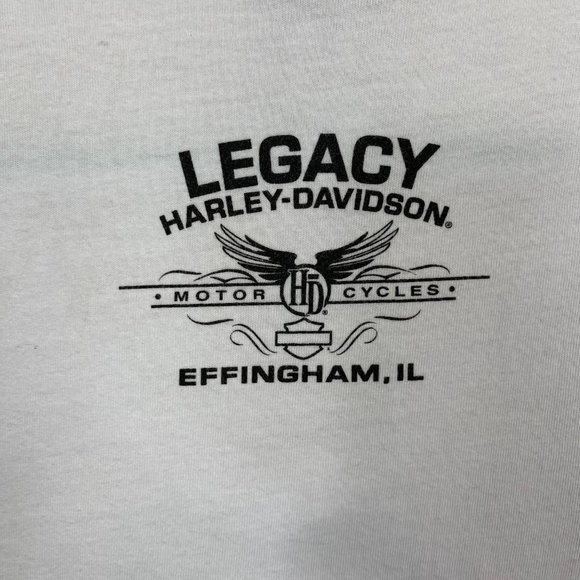 LEGACY
HARLEY-DAVIDSON®
• MOTOR HD® CYCLES •
EFFINGHAM, IL